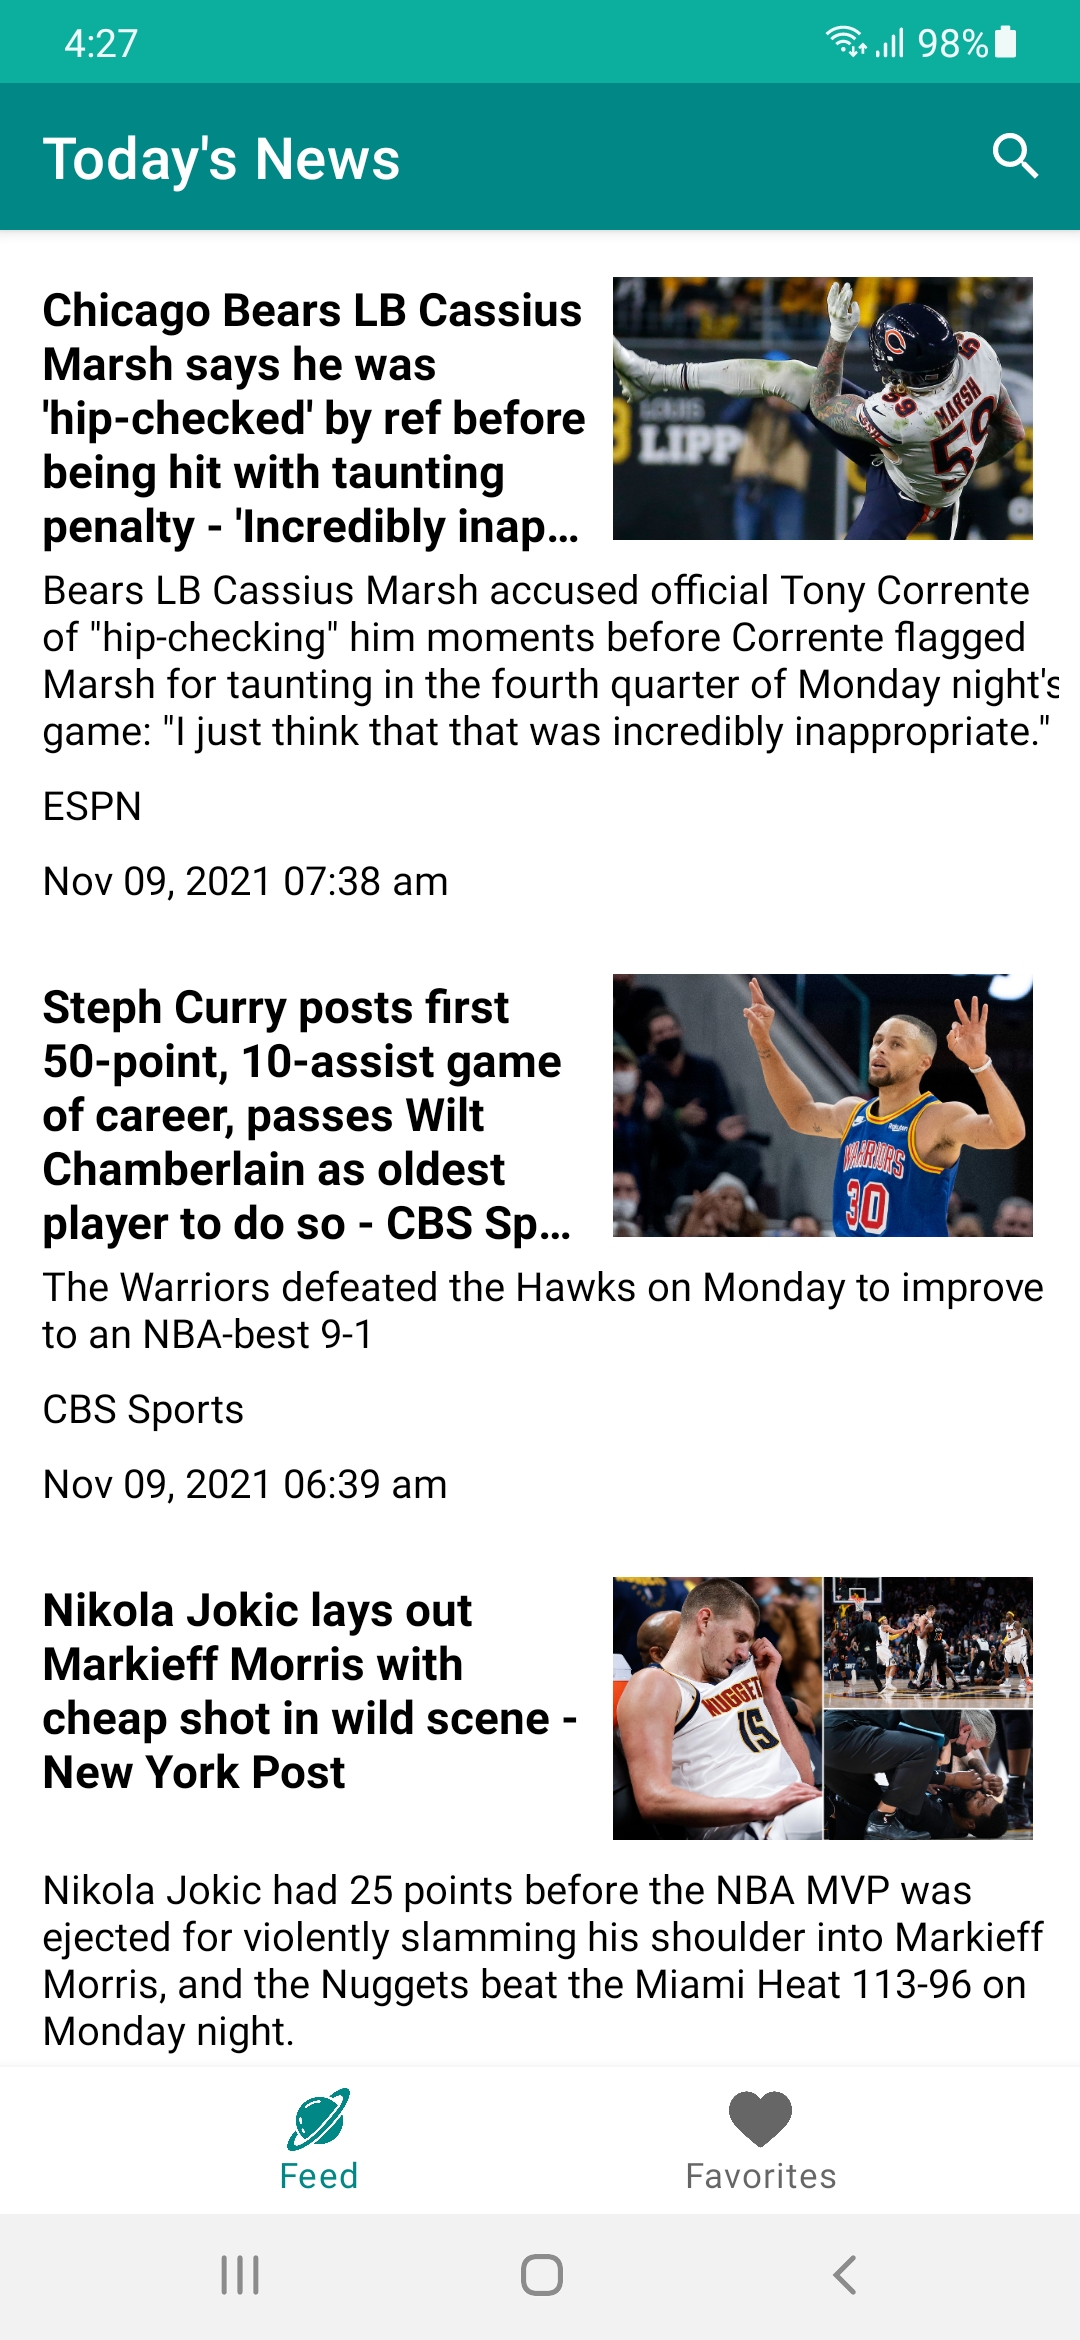 4:27
98%
Today's News
Chicago Bears LB Cassius
Marsh says he was
'hip-checked' by ref before
being hit with taunting
penalty - 'Incredibly inap...
LOUIS
LIPP
59
MARSH
59
Bears LB Cassius Marsh accused official Tony Corrente
of "hip-checking" him moments before Corrente flagged
Marsh for taunting in the fourth quarter of Monday night's
game: "I just think that that was incredibly inappropriate."
ESPN
Nov 09, 2021 07:38 am
Steph Curry posts first
50-point, 10-assist game
of career, passes Wilt
Chamberlain as oldest
player to do so - CBS Sp...
Rakuten
WARRIORS
30
The Warriors defeated the Hawks on Monday to improve
to an NBA-best 9-1
CBS Sports
Nov 09, 2021 06:39 am
Nikola Jokic lays out
Markieff Morris with
cheap shot in wild scene -
New York Post
NUGGET
15
Nikola Jokic had 25 points before the NBA MVP was
ejected for violently slamming his shoulder into Markieff
Morris, and the Nuggets beat the Miami Heat 113-96 on
Monday night.
Feed
Favorites